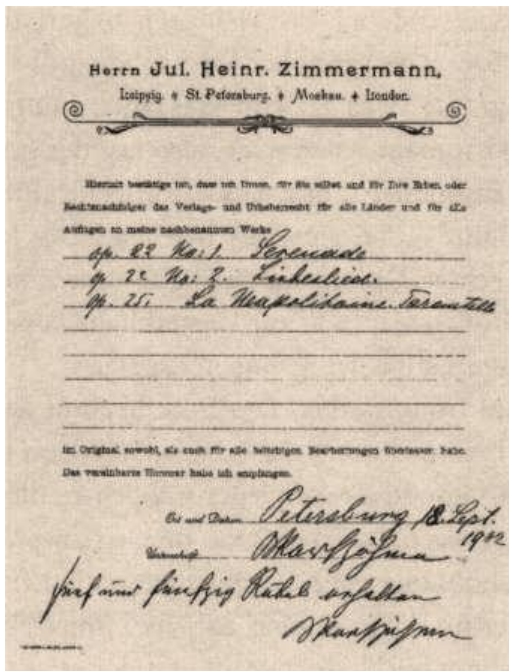 Herrn Jul. Heinr. Zimmermann,
Leipzig. St. Petersburg. Moskau. London.
Hiermit bestätige ich, dass ich Ihnen, für Sie selbst und für Ihre Erben oder
Rechtsnachfolger das Verlags- und Urheberrecht für alle Länder und für alle
Auflagen an meine nachbenannten Werke
op. 22 No: 1. Serenade
op. 22 No: 2. Liebeslied.
op. 25. La Neapolitaine. Tarantelle
im Original sowohl, als auch für alle beliebigen Bearbeitungen überlassen habe.
Das vereinbarte Honorar habe ich empfangen.
Ort und Datum Petersburg 18. Sept.
1902
Unterschrift
fünf und fünfzig Rubel erhalten